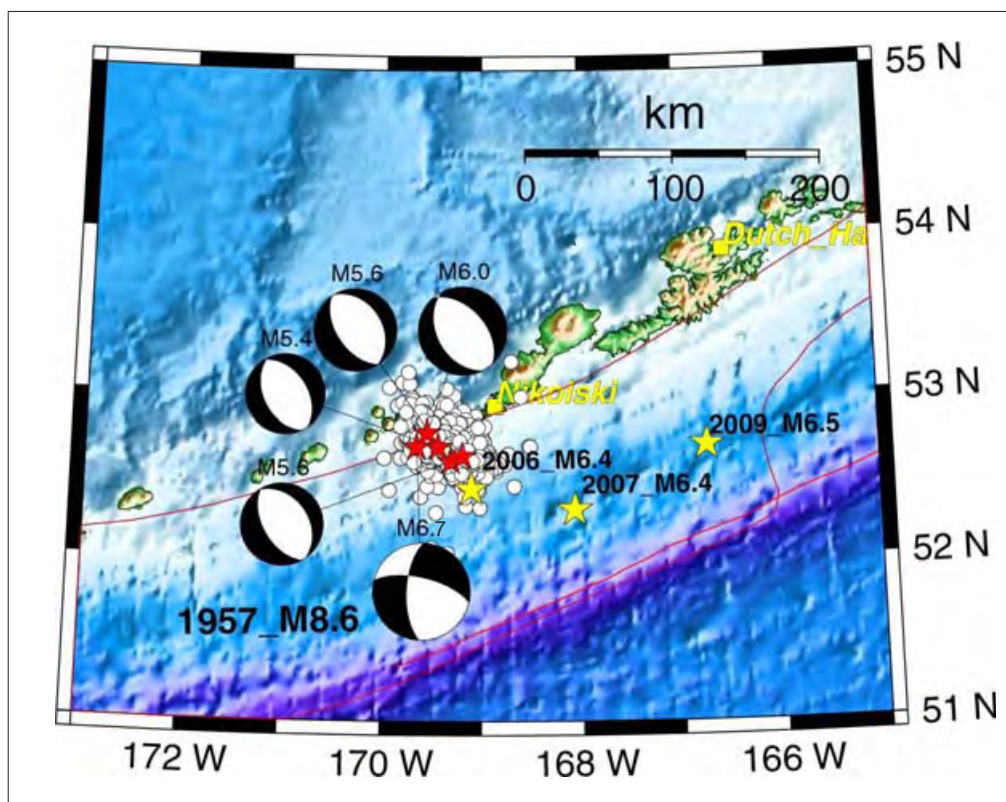 55 N
km
0
100
200
54 N
Dutch_Ha
M5.6
M6.0
M5.4
53 N
Nikolski
2009_M6.5
2006_M6.4
M5.6
2007_M6.4
M6.7
52 N
1957_M8.6
51 N
172 W
170 W
168 W
166 W